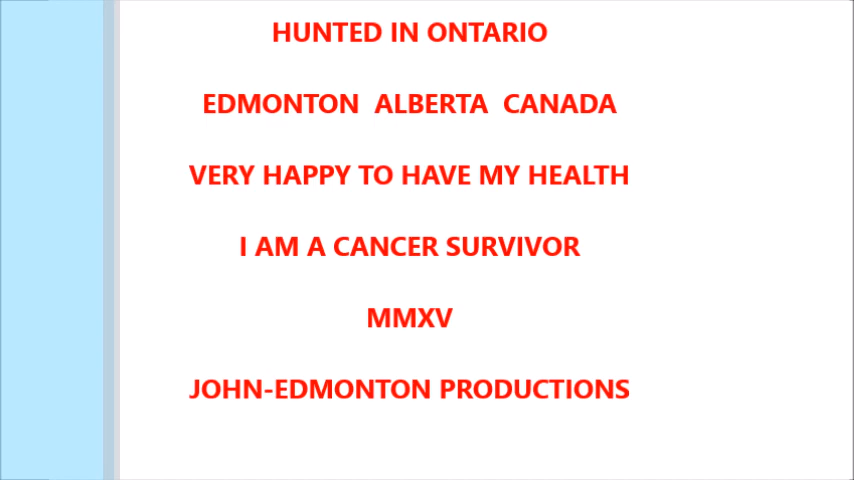 HUNTED IN ONTARIO
EDMONTON ALBERTA CANADA
VERY HAPPY TO HAVE MY HEALTH
I AM A CANCER SURVIVOR
MMXV
JOHN-EDMONTON PRODUCTIONS